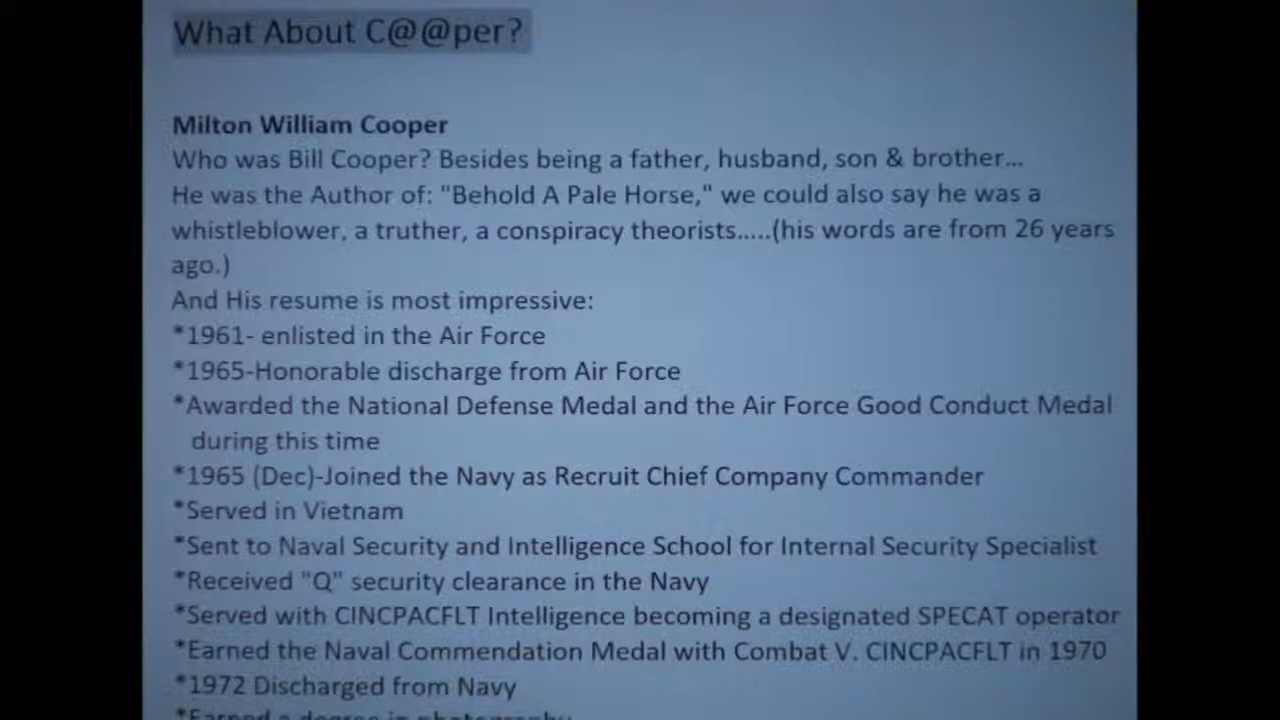 What About C@@per?
Milton William Cooper
Who was Bill Cooper? Besides being a father, husband, son & brother...
He was the Author of: "Behold A Pale Horse," we could also say he was a
whistleblower, a truther, a conspiracy theorists.....(his words are from 26 years
ago.)
And His resume is most impressive:
*1961- enlisted in the Air Force
*1965-Honorable discharge from Air Force
*Awarded the National Defense Medal and the Air Force Good Conduct Medal
during this time
*1965 (Dec)-Joined the Navy as Recruit Chief Company Commander
*Served in Vietnam
*Sent to Naval Security and Intelligence School for Internal Security Specialist
*Received "Q" security clearance in the Navy
*Served with CINCPACFLT Intelligence becoming a designated SPECAT operator
*Earned the Naval Commendation Medal with Combat V. CINCPACFLT in 1970
*1972 Discharged from Navy
*Earned a degree in photography